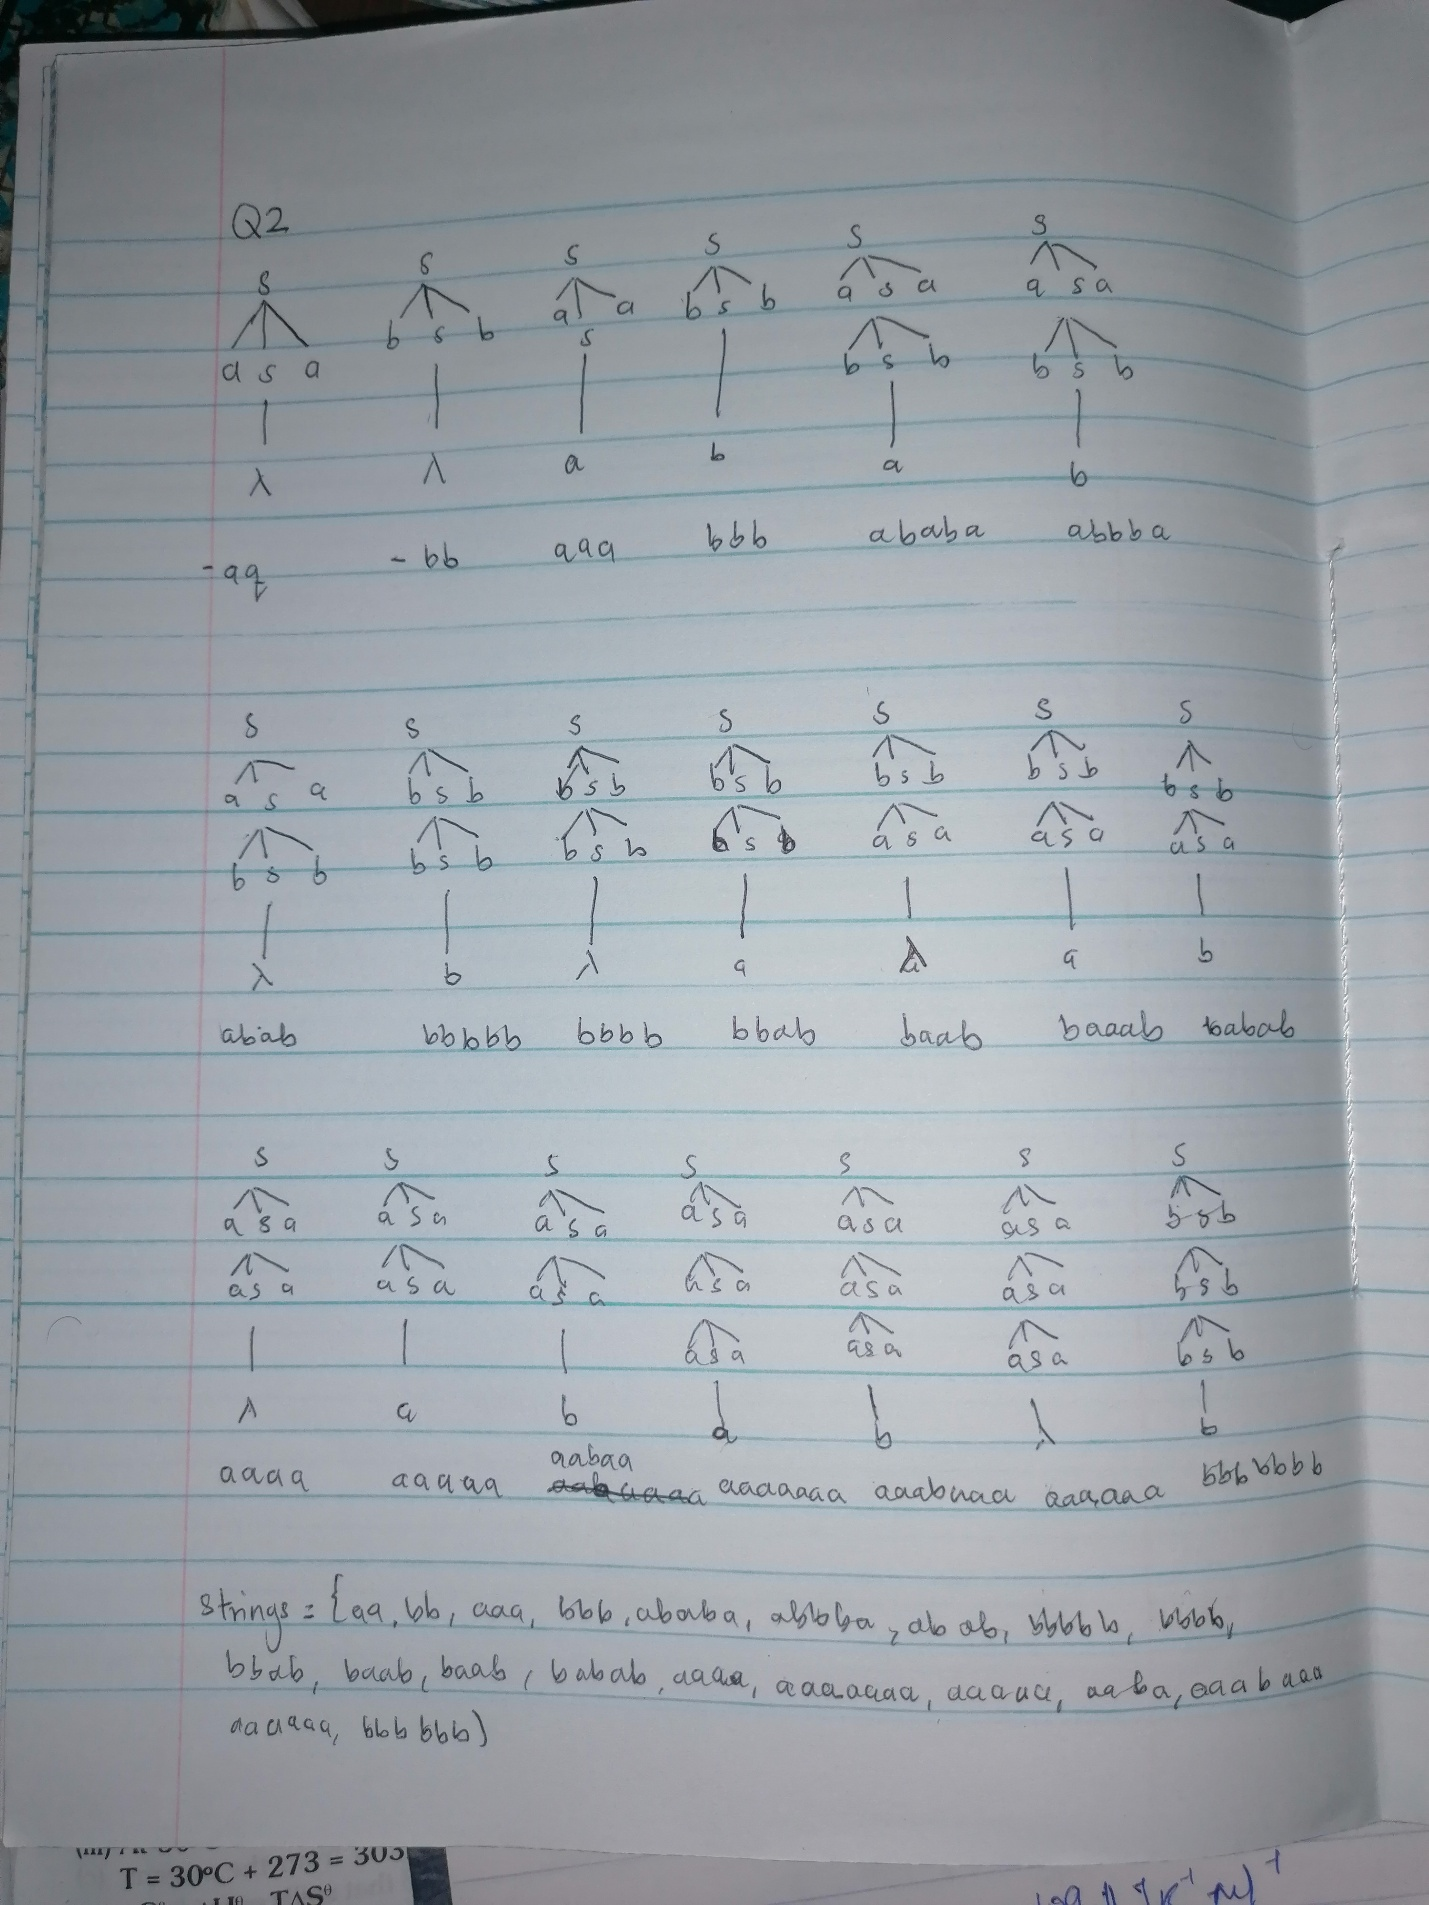 Q2
S S S S S S
a s a b s b a s a b s b a s a a s a
b s b b s b
λ λ a b a b
- aa - bb aaa bbb ababa abbba
S S S S S S S
a s a b s b b s b b s b b s b b s b b s b
b s b b s b b s b b s b a s a a s a a s a
λ b λ a λ a b
abab bbbbb bbbb bbab baab baaab babab
S S S S S S S
a s a a s a a s a a s a a s a a s a b s b
a s a a s a a s a a s a a s a a s a b s b
a s a a s a a s a b s b
λ a b a b λ b
aabaa
aaaa aaaaa aaaaaaa aaabaaa aaaaaa bbbbbbb
Strings = {aa, bb, aaa, bbb, ababa, abbba, abab, bbbbb, bbbb,
bbab, baab, baab, babab, aaaa, aaaaaaa, aaaaa, aaba, aaabaaa
aaaaaa, bbbbbb)
T = 30°C + 273 = 303